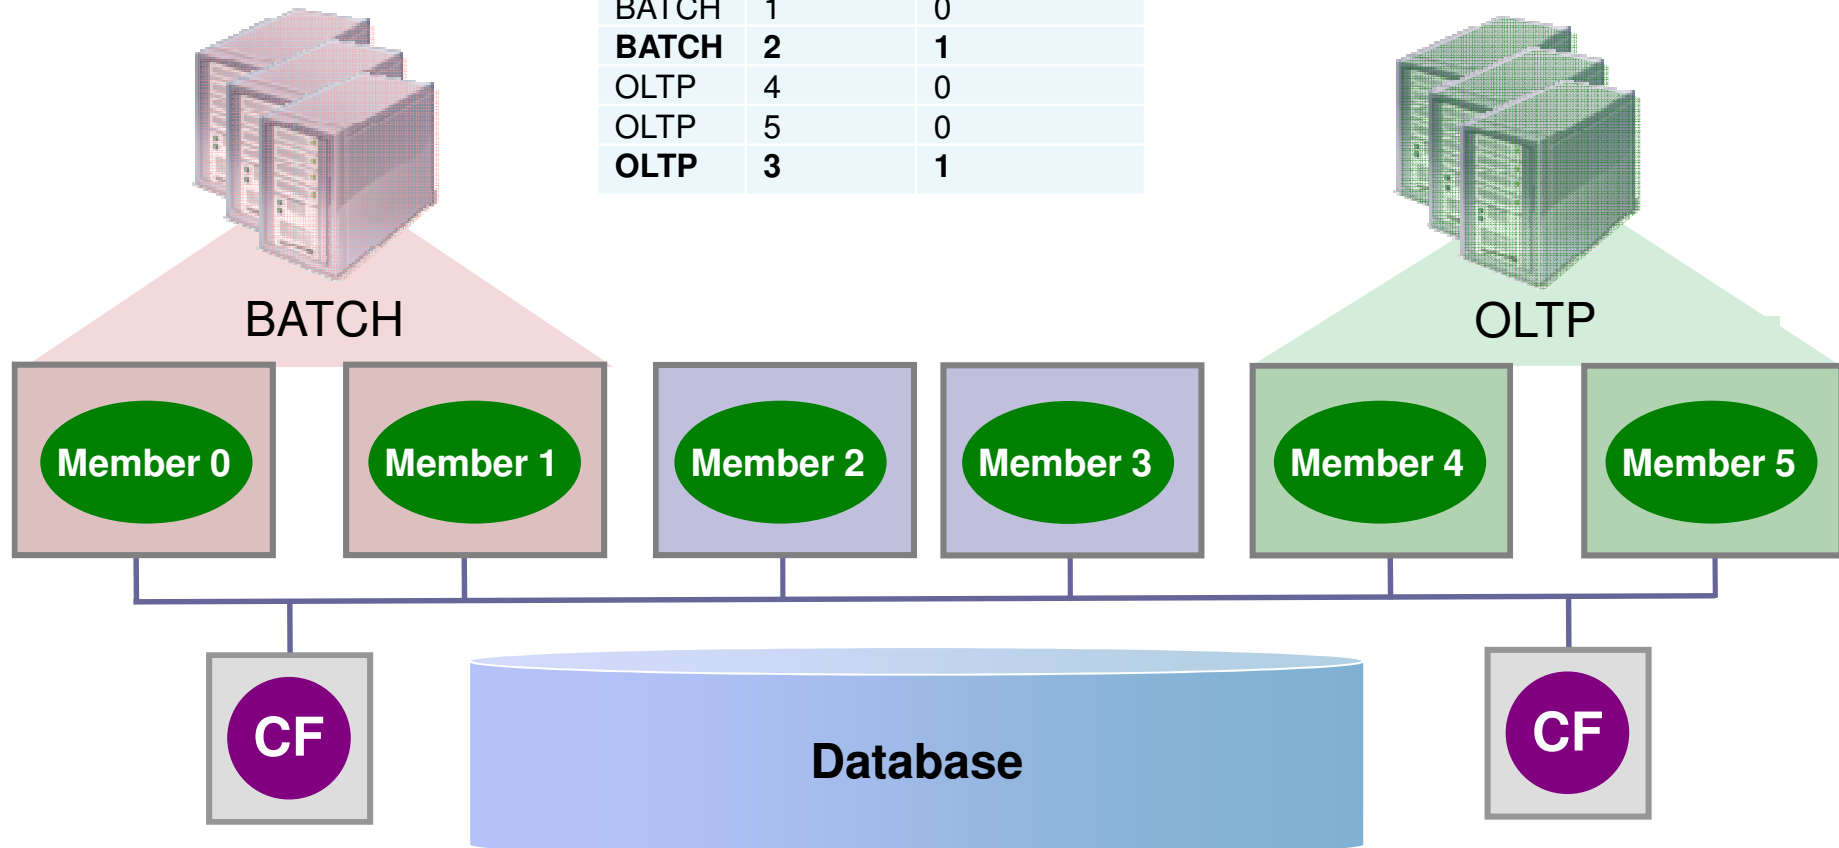 BATCH 1 0
BATCH 2 1
OLTP 4 0
OLTP 5 0
OLTP 3 1
BATCH
OLTP
Member 0
Member 1
Member 2
Member 3
Member 4
Member 5
CF
CF
Database